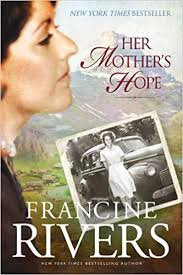 NEW YORK TIMES BESTSELLER
HER
MOTHER'S
HOPE
FRANCINE
RIVERS
NEW YORK TIMES BESTSELLING AUTHOR